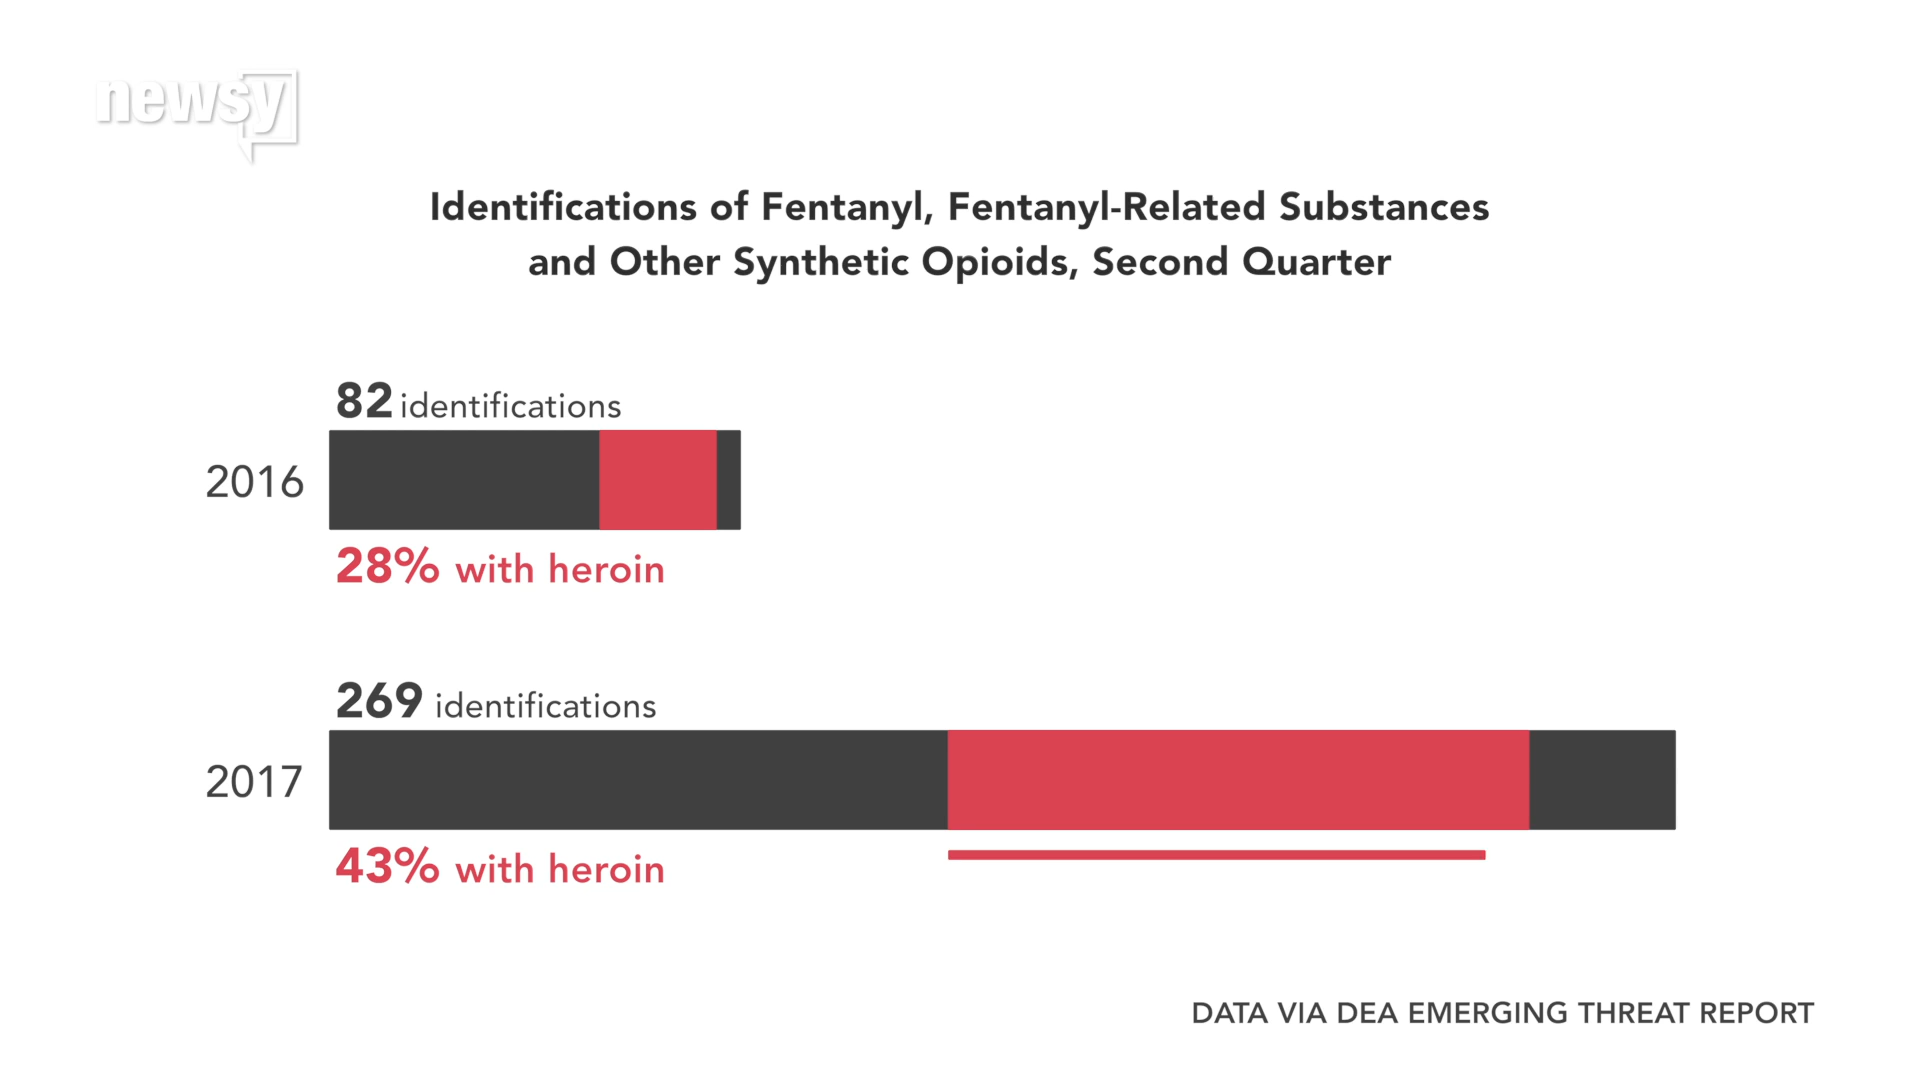 newsy
Identifications of Fentanyl, Fentanyl-Related Substances
and Other Synthetic Opioids, Second Quarter
82 identifications
2016
28% with heroin
269 identifications
2017
43% with heroin
DATA VIA DEA EMERGING THREAT REPORT